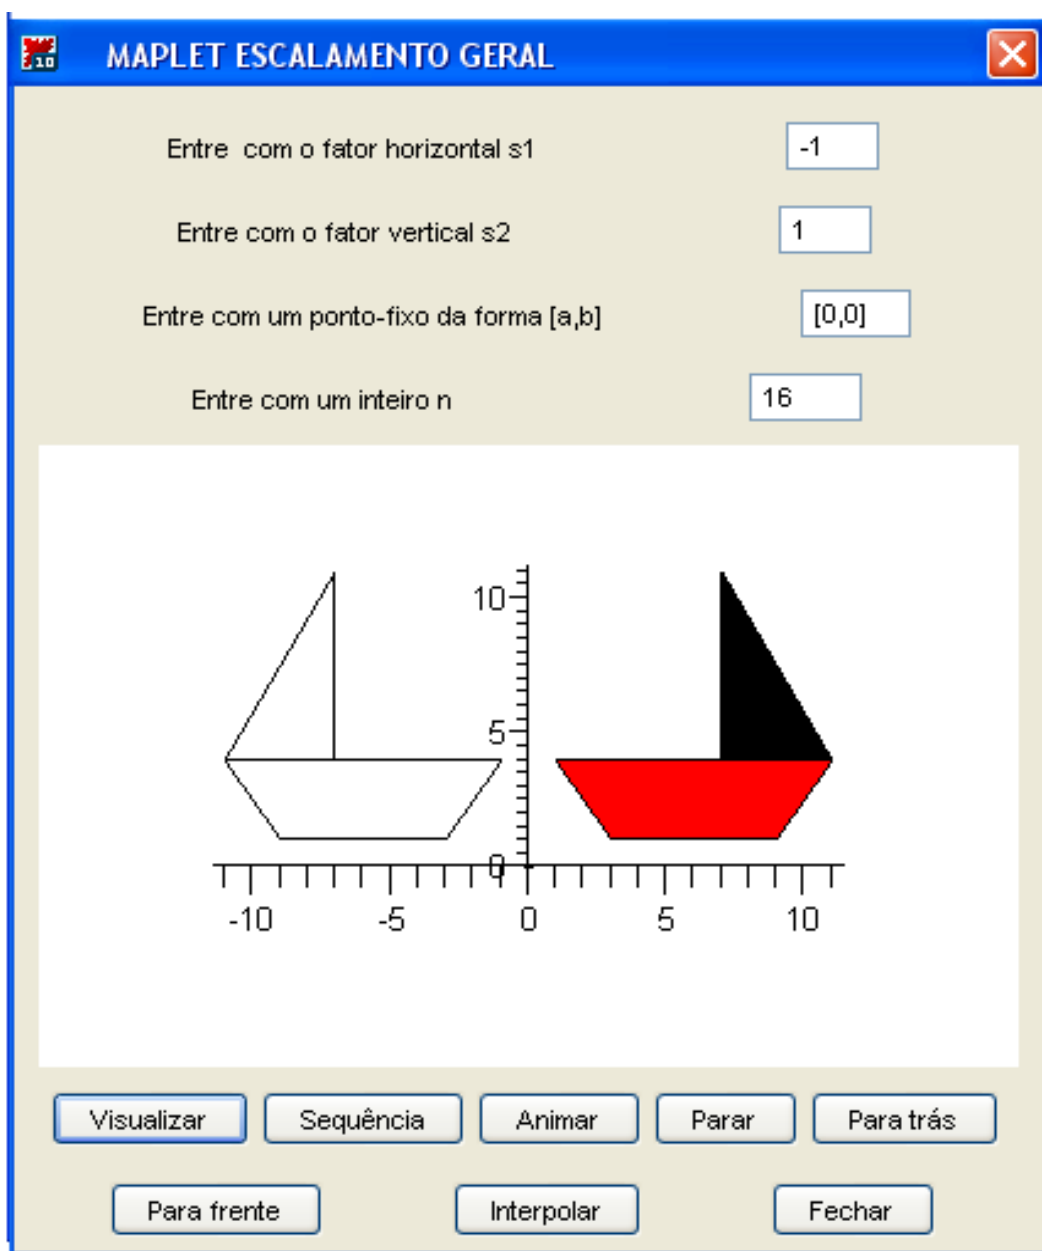 10 MAPLET ESCALAMENTO GERAL
Entre com o fator horizontal s1 -1
Entre com o fator vertical s2 1
Entre com um ponto-fixo da forma [a,b] [0,0]
Entre com um inteiro n 16
10
5
0
-10 -5 0 5 10
Visualizar Sequência Animar Parar Para trás
Para frente Interpolar Fechar